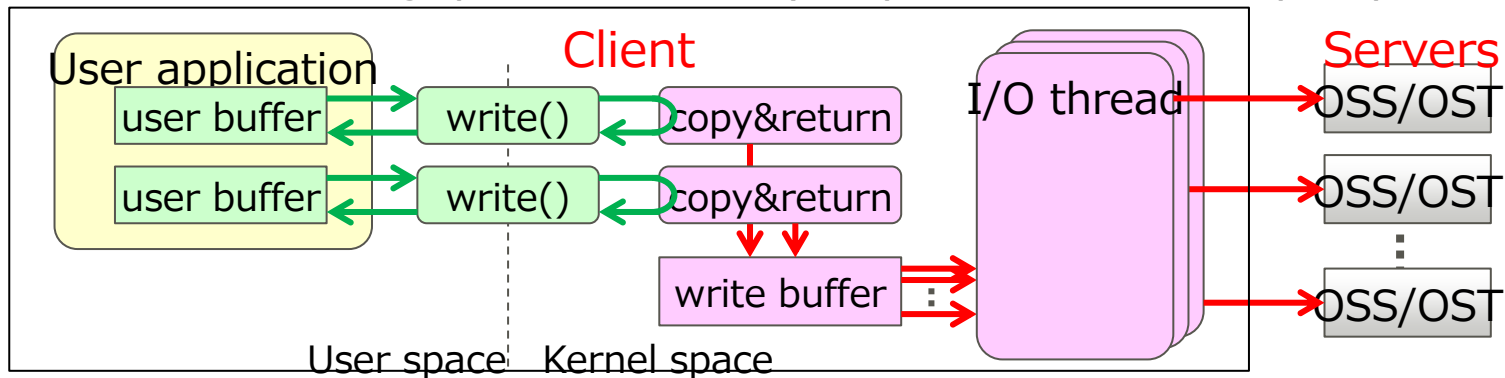 Client
Servers
User application
user buffer
write()
copy&return
I/O thread
OSS/OST
user buffer
write()
copy&return
OSS/OST
write buffer
OSS/OST
User space
Kernel space